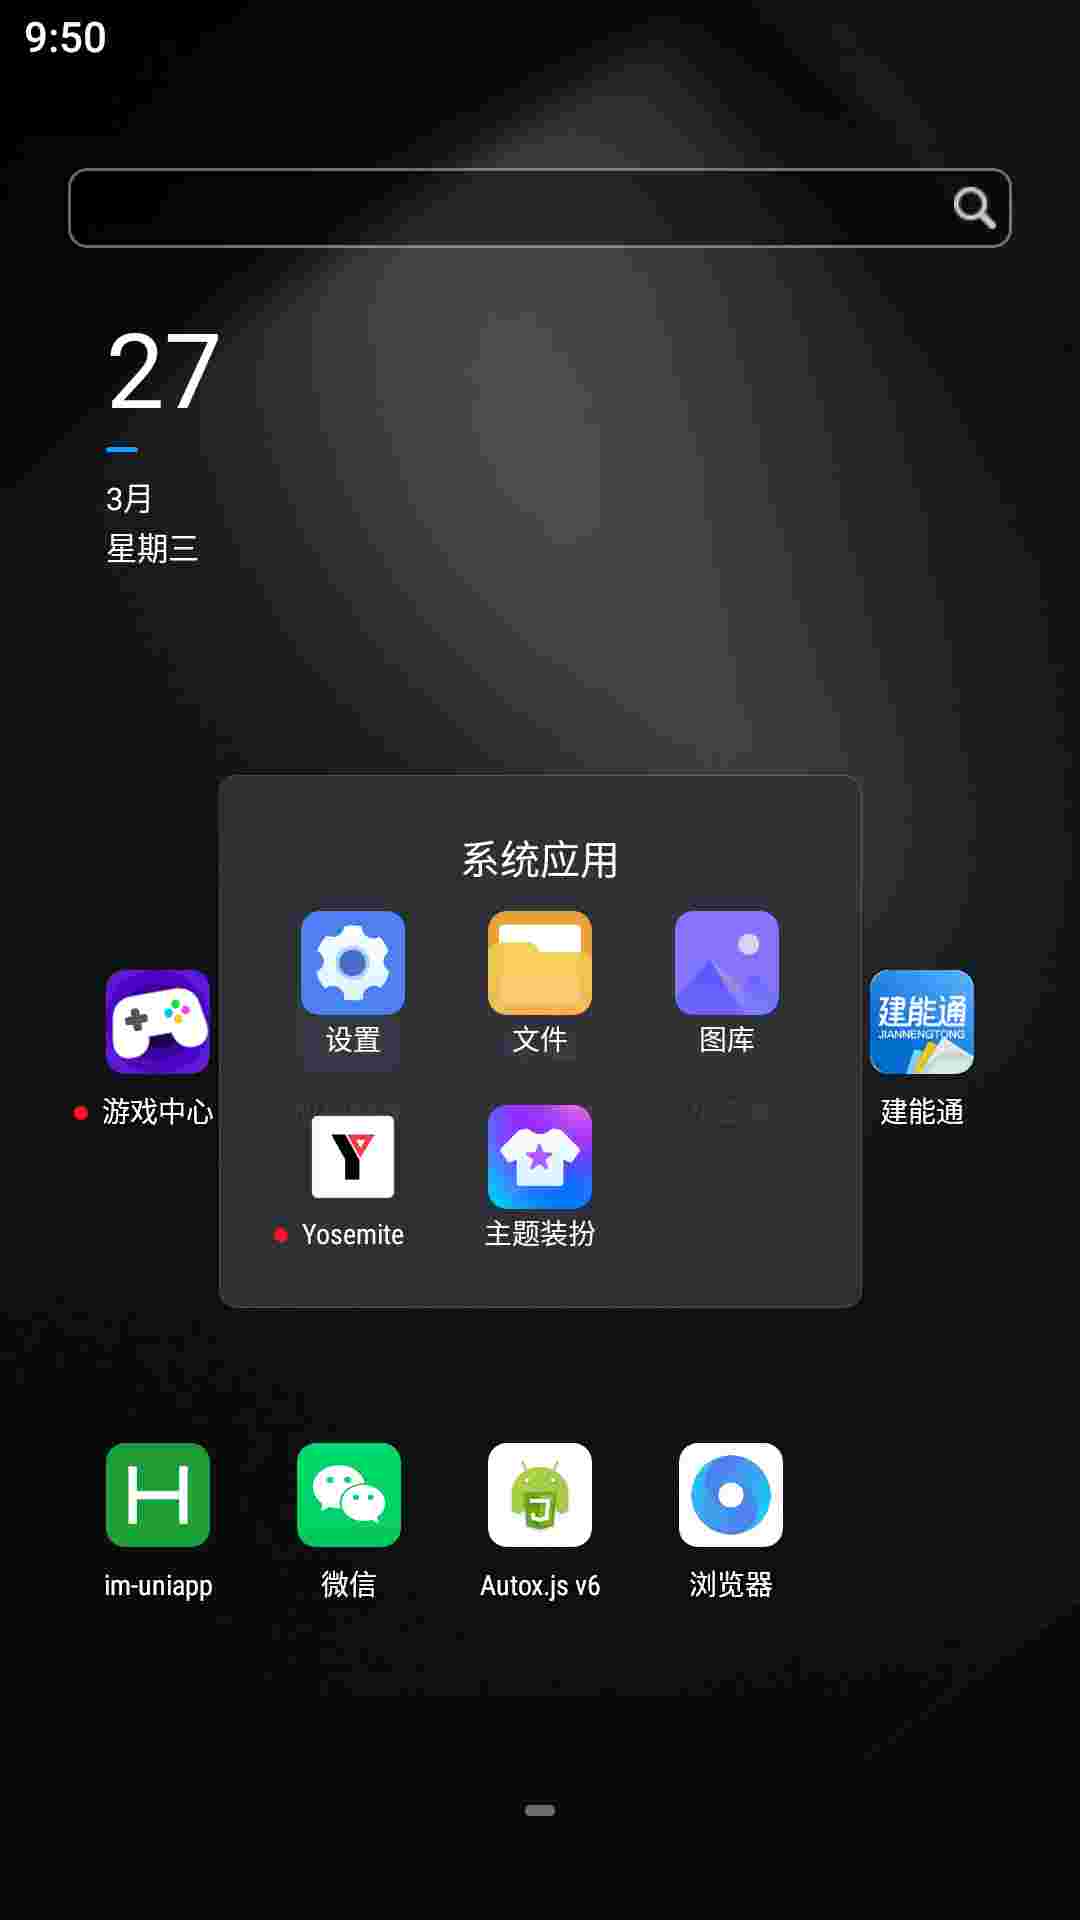 9:50
27
3月
星期三
系统应用
设置
文件
图库
建能通
JIANNENGTONG
游戏中心
建能通
Y
Yosemite
主题装扮
H
J
im-uniapp
微信
Autox.js v6
浏览器